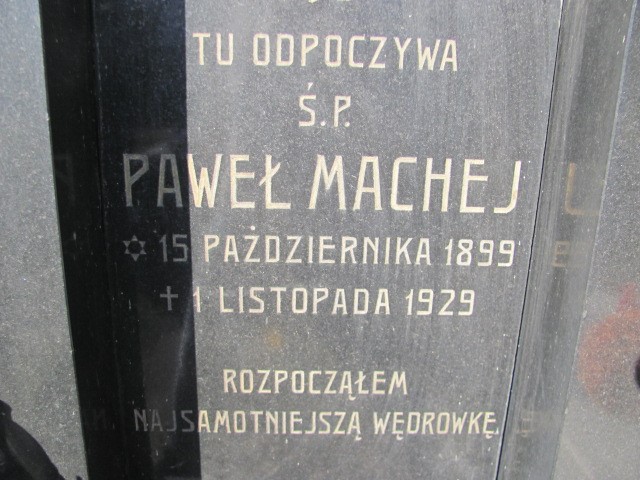 TU ODPOCZYWA
Ś.P.
PAWEŁ MACHEJ
✡ 15 PAŹDZIERNIKA 1899
† 1 LISTOPADA 1929
ROZPOCZĄŁEM
NAJSAMOTNIEJSZĄ WĘDRÓWKĘ